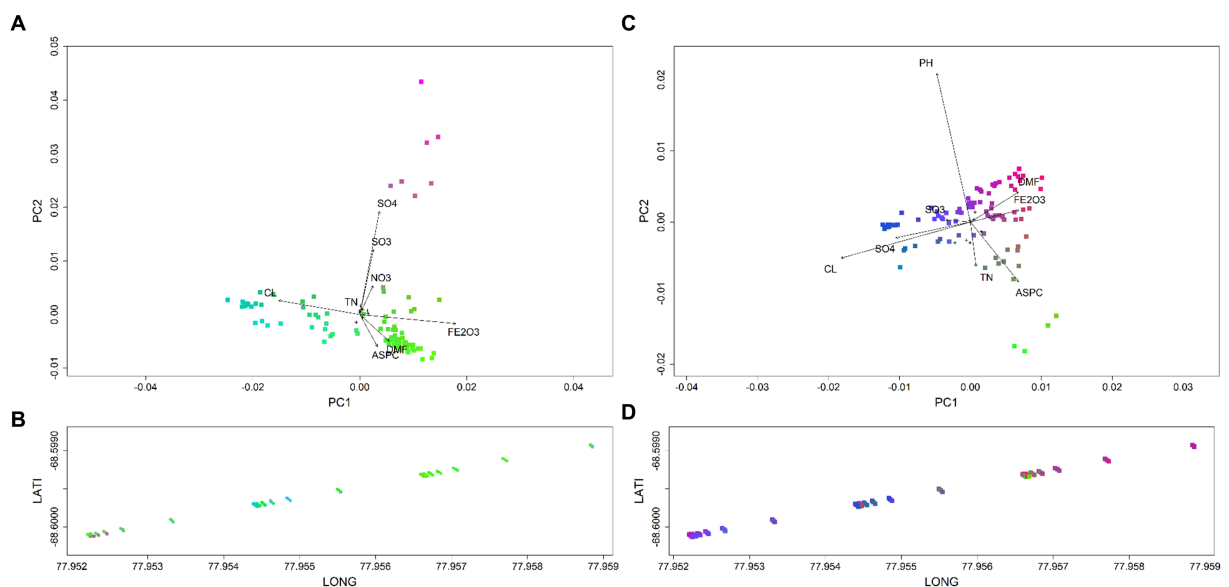 A
C
0.05
0.04
0.03
0.02
0.01
0.00
-0.01
PC2
SO4
SO3
NO3
TN
CL
FE2O3
DMF
ASPC
-0.04
-0.02
0.00
0.02
0.04
PC1
0.02
0.01
0.00
-0.01
-0.02
PC2
PH
DMF
FE2O3
SO3
SO4
CL
TN
ASPC
-0.04
-0.03
-0.02
-0.01
0.00
0.01
0.02
0.03
PC1
B
D
-68.5990
-68.6000
LATI
77.952
77.953
77.954
77.955
77.956
77.957
77.958
77.959
LONG
-68.5990
-68.6000
LATI
77.952
77.953
77.954
77.955
77.956
77.957
77.958
77.959
LONG